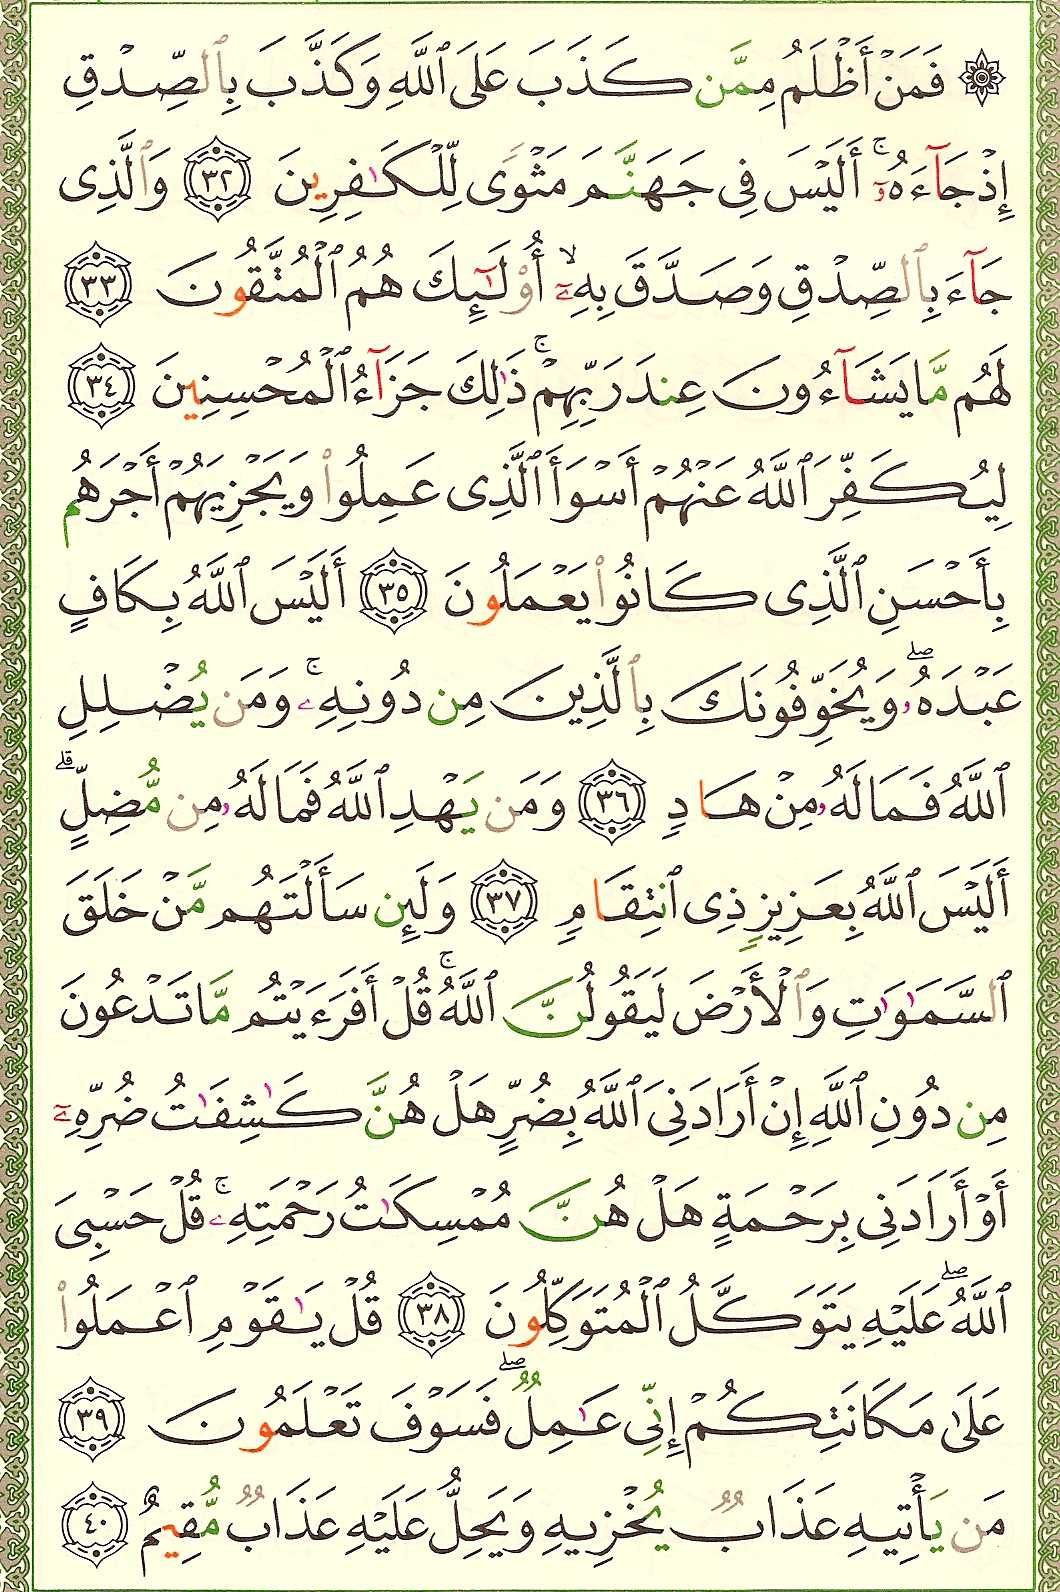 ۞ فَمَنْ أَظْلَمُ مِمَّن كَذَبَ عَلَى ٱللَّهِ وَكَذَّبَ بِٱلصِّدْقِ
إِذْ جَآءَهُۥٓ ۚ أَلَيْسَ فِى جَهَنَّمَ مَثْوًى لِّلْكَٰفِرِينَ ٣٢ وَٱلَّذِى
جَآءَ بِٱلصِّدْقِ وَصَدَّقَ بِهِۦٓ ۙ أُو۟لَٰٓئِكَ هُمُ ٱلْمُتَّقُونَ ٣٣
لَهُم مَّا يَشَآءُونَ عِندَ رَبِّهِمْ ۚ ذَٰلِكَ جَزَآءُ ٱلْمُحْسِنِينَ ٣٤
لِيُكَفِّرَ ٱللَّهُ عَنْهُمْ أَسْوَأَ ٱلَّذِى عَمِلُوا۟ وَيَجْزِيَهُمْ أَجْرَهُم
بِأَحْسَنِ ٱلَّذِى كَانُوا۟ يَعْمَلُونَ ٣٥ أَلَيْسَ ٱللَّهُ بِكَافٍ
عَبْدَهُۥ ۖ وَيُخَوِّفُونَكَ بِٱلَّذِينَ مِن دُونِهِۦ ۚ وَمَن يُضْلِلِ
ٱللَّهُ فَمَا لَهُۥ مِنْ هَادٍ ٣٦ وَمَن يَهْدِ ٱللَّهُ فَمَا لَهُۥ مِن مُّضِلٍّ ۗ
أَلَيْسَ ٱللَّهُ بِعَزِيزٍ ذِى ٱنتِقَامٍ ٣٧ وَلَئِن سَأَلْتَهُم مَّنْ خَلَقَ
ٱلسَّمَٰوَٰتِ وَٱلْأَرْضَ لَيَقُولُنَّ ٱللَّهُ ۚ قُلْ أَفَرَءَيْتُم مَّا تَدْعُونَ
مِن دُونِ ٱللَّهِ إِنْ أَرَادَنِىَ ٱللَّهُ بِضُرٍّ هَلْ هُنَّ كَٰشِفَٰتُ ضُرِّهِۦٓ
أَوْ أَرَادَنِى بِرَحْمَةٍ هَلْ هُنَّ مُمْسِكَٰتُ رَحْمَتِهِۦ ۚ قُلْ حَسْبِىَ
ٱللَّهُ ۖ عَلَيْهِ يَتَوَكَّلُ ٱلْمُتَوَكِّلُونَ ٣٨ قُلْ يَٰقَوْمِ ٱعْمَلُوا۟
عَلَىٰ مَكَانَتِكُمْ إِنِّى عَٰمِلٌ ۖ فَسَوْفَ تَعْلَمُونَ ٣٩
مَن يَأْتِيهِ عَذَابٌ يُخْزِيهِ وَيَحِلُّ عَلَيْهِ عَذَابٌ مُّقِيمٌ ٤٠